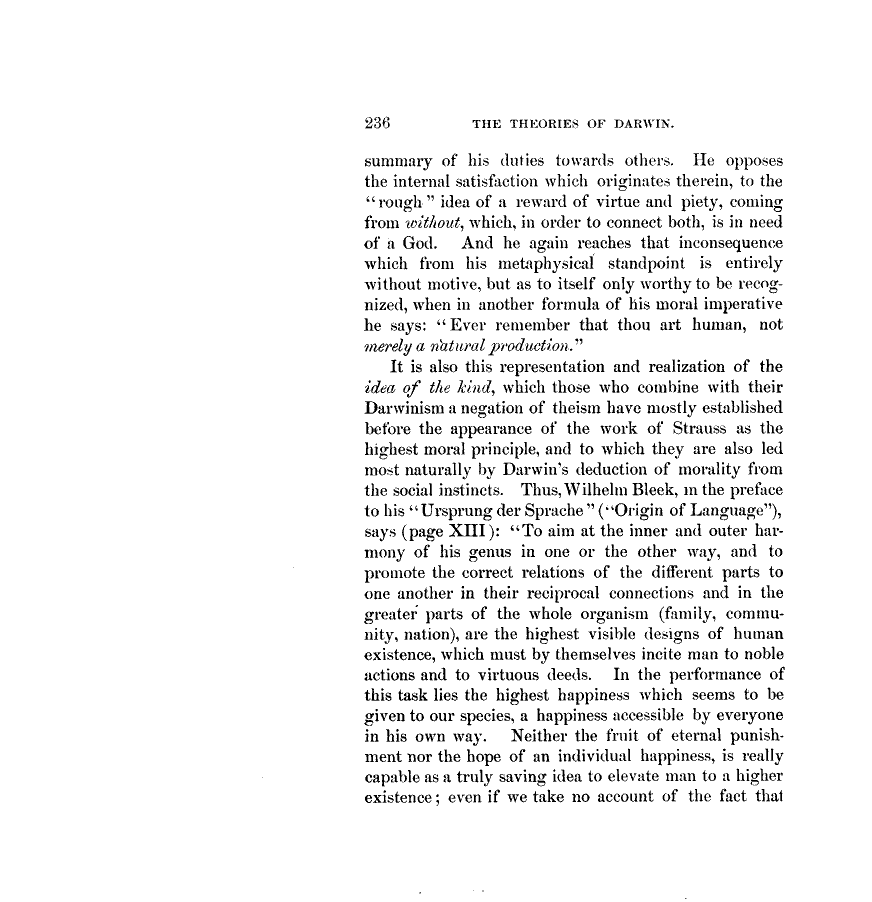 236 THE THEORIES OF DARWIN.
summary of his duties towards others. He opposes
the internal satisfaction which originates therein, to the
“rough” idea of a reward of virtue and piety, coming
from without, which, in order to connect both, is in need
of a God. And he again reaches that inconsequence
which from his metaphysical standpoint is entirely
without motive, but as to itself only worthy to be recog-
nized, when in another formula of his moral imperative
he says: “Ever remember that thou art human, not
merely a natural production.”
It is also this representation and realization of the
idea of the kind, which those who combine with their
Darwinism a negation of theism have mostly established
before the appearance of the work of Strauss as the
highest moral principle, and to which they are also led
most naturally by Darwin’s deduction of morality from
the social instincts. Thus, Wilhelm Bleek, in the preface
to his “Ursprung der Sprache” (“Origin of Language”),
says (page XIII): “To aim at the inner and outer har-
mony of his genus in one or the other way, and to
promote the correct relations of the different parts to
one another in their reciprocal connections and in the
greater parts of the whole organism (family, commu-
nity, nation), are the highest visible designs of human
existence, which must by themselves incite man to noble
actions and to virtuous deeds. In the performance of
this task lies the highest happiness which seems to be
given to our species, a happiness accessible by everyone
in his own way. Neither the fruit of eternal punish-
ment nor the hope of an individual happiness, is really
capable as a truly saving idea to elevate man to a higher
existence; even if we take no account of the fact that